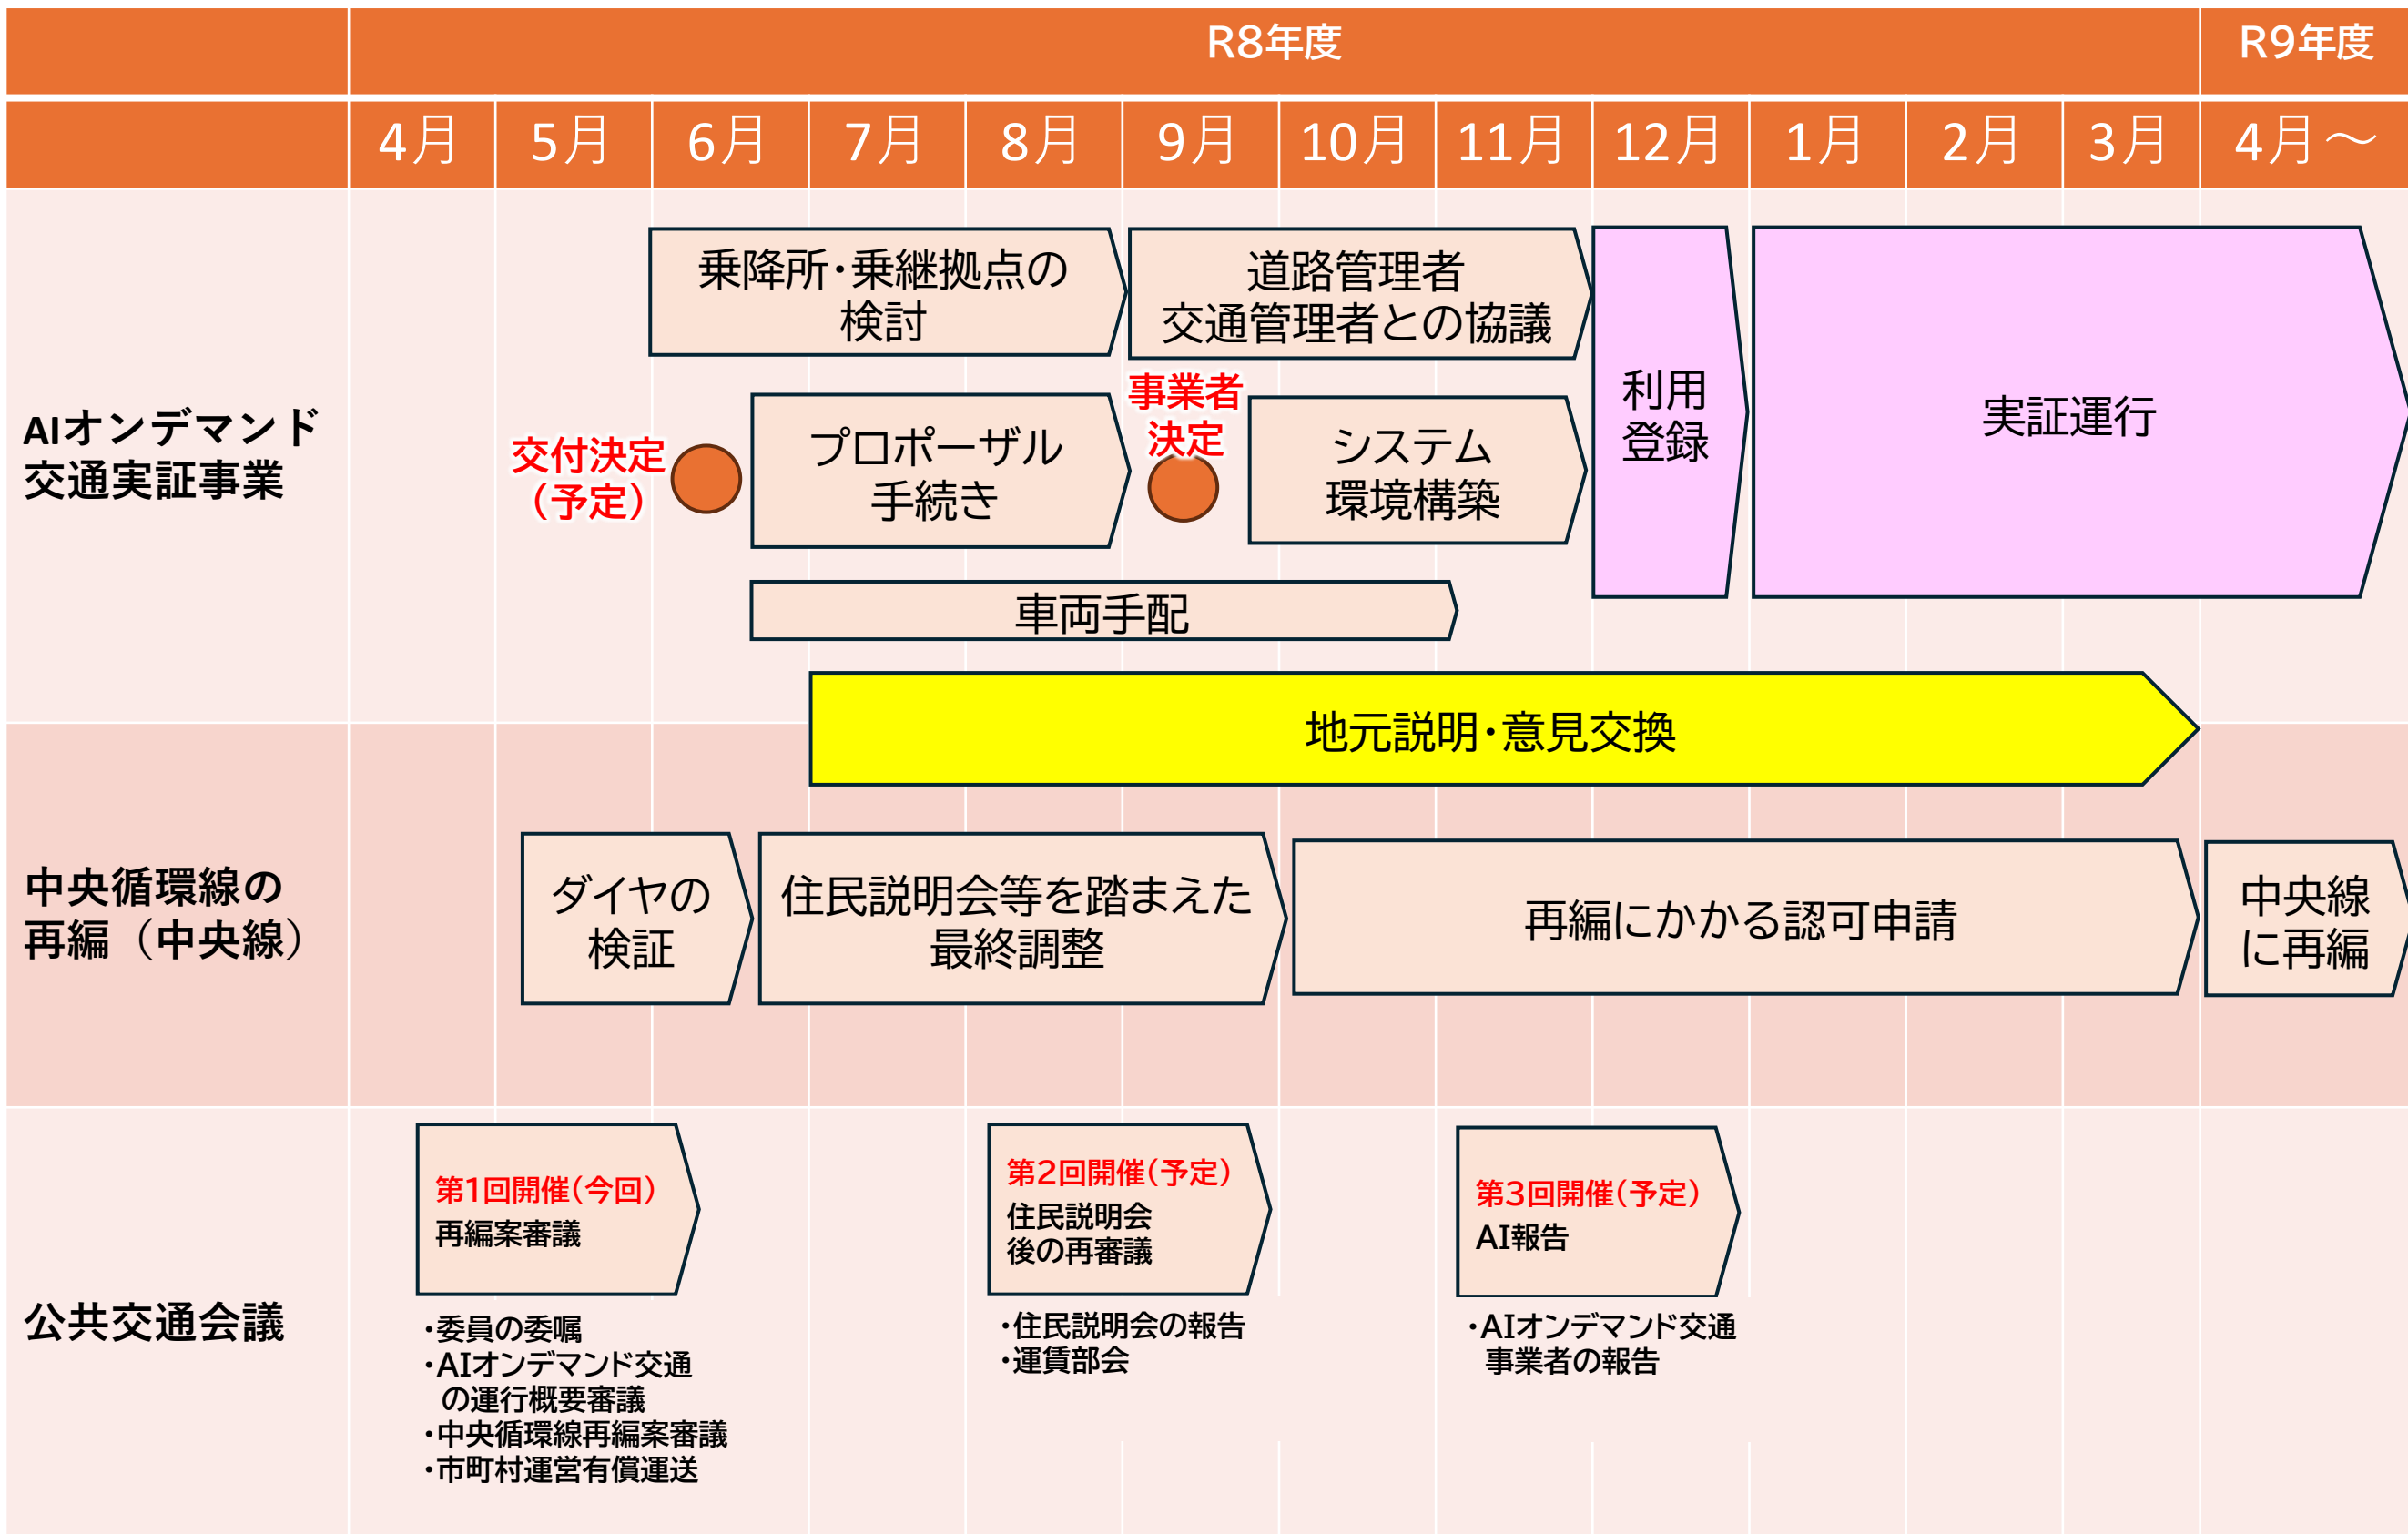 R8年度
R9年度
4月
5月
6月
7月
8月
9月
10月
11月
12月
1月
2月
3月
4月～
AIオンデマンド
交通実証事業
乗降所・乗継拠点の
検討
道路管理者
交通管理者との協議
利用
登録
実証運行
交付決定
（予定）
プロポーザル
手続き
事業者
決定
システム
環境構築
車両手配
地元説明・意見交換
中央循環線の
再編（中央線）
ダイヤの
検証
住民説明会等を踏まえた
最終調整
再編にかかる認可申請
中央線
に再編
公共交通会議
第1回開催（今回）
再編案審議
・委員の委嘱
・AIオンデマンド交通
の運行概要審議
・中央循環線再編案審議
・市町村運営有償運送
第2回開催（予定）
住民説明会
後の再審議
・住民説明会の報告
・運賃部会
第3回開催（予定）
AI報告
・AIオンデマンド交通
事業者の報告